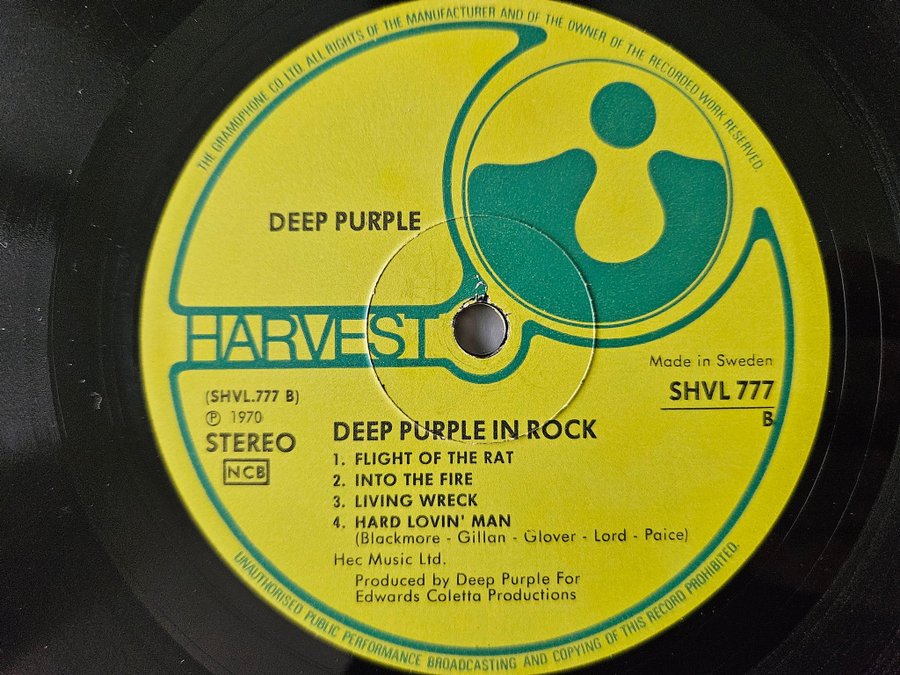 THE GRAMOPHONE CO LTD. ALL RIGHTS OF THE MANUFACTURER AND OF THE OWNER OF THE RECORDED WORK RESERVED.
DEEP PURPLE
HARVEST
Made in Sweden
(SHVL.777 B)
SHVL 777
℗ 1970
B
STEREO
NCB
DEEP PURPLE IN ROCK
1. FLIGHT OF THE RAT
2. INTO THE FIRE
3. LIVING WRECK
4. HARD LOVIN' MAN
(Blackmore - Gillan - Glover - Lord - Paice)
Hec Music Ltd.
Produced by Deep Purple For
Edwards Coletta Productions
UNAUTHORISED PUBLIC PERFORMANCE BROADCASTING AND COPYING OF THIS RECORD PROHIBITED.